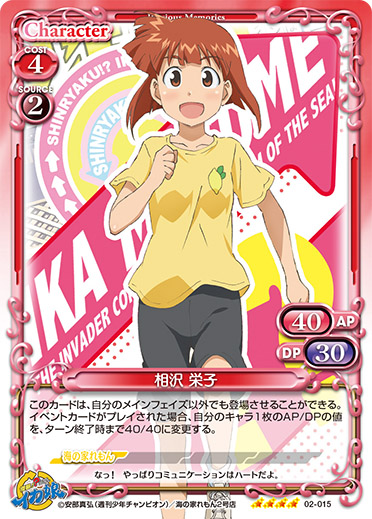 Precious Memories
Character
COST
4
SOURCE
2
SHINRYAKU!?
SHINRYAK
OF THE SEA!
THE INVADER CO
40 AP
DP 30
相沢 栄子
このカードは、自分のメインフェイズ以外でも登場させることができる。
イベントカードがプレイされた場合、自分のキャラ1枚のAP/DPの値
を、ターン終了時まで40/40に変更する。
海の家れもん
なっ! やっぱりコミュニケーションはハートだよ。
©安部真弘(週刊少年チャンピオン)/海の家れもん2号店
★★★★ 02-015